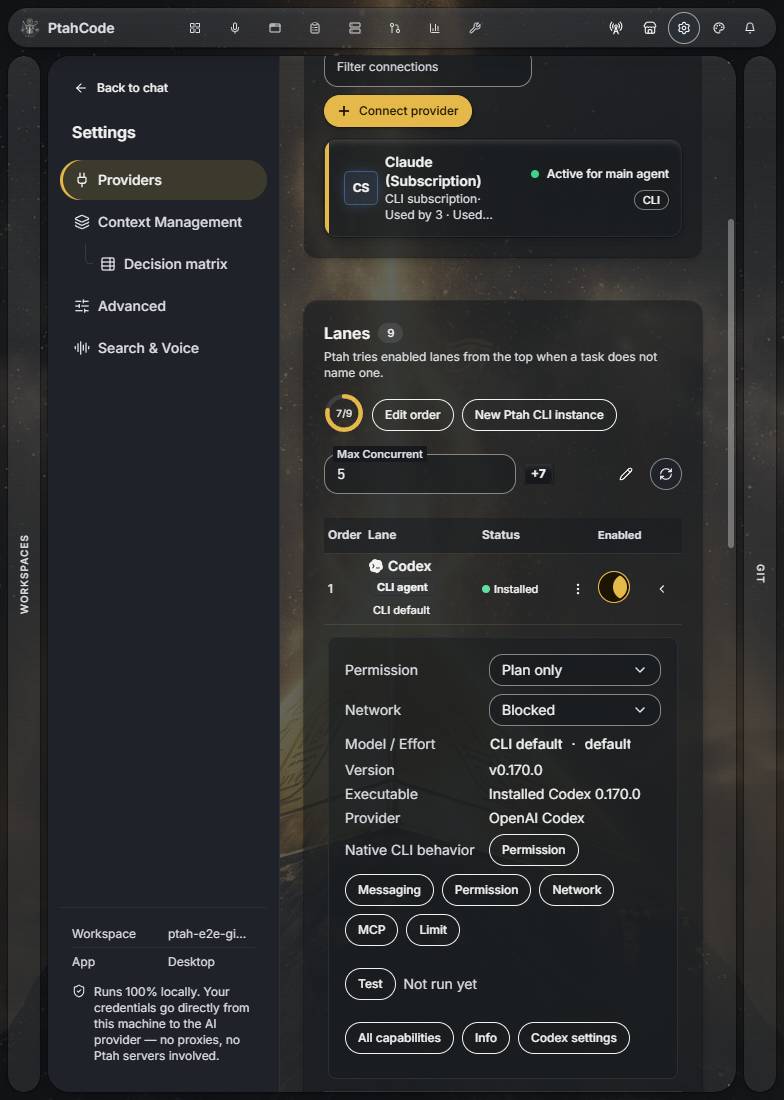 PtahCode
WORKSPACES
Back to chat
Settings
Providers
Context Management
Decision matrix
Advanced
Search & Voice
Workspace ptah-e2e-gi...
App Desktop
Runs 100% locally. Your
credentials go directly from
this machine to the AI
provider — no proxies, no
Ptah servers involved.
Filter connections
Connect provider
CS
Claude
(Subscription)
CLI subscription·
Used by 3 · Used...
Active for main agent
CLI
Lanes 9
Ptah tries enabled lanes from the top when a task does not
name one.
7/9 Edit order New Ptah CLI instance
Max Concurrent
5 +7
Order Lane Status Enabled
1 Codex Installed
CLI agent
CLI default
Permission Plan only
Network Blocked
Model / Effort CLI default · default
Version v0.170.0
Executable Installed Codex 0.170.0
Provider OpenAI Codex
Native CLI behavior Permission
Messaging Permission Network
MCP Limit
Test Not run yet
All capabilities Info Codex settings
GIT